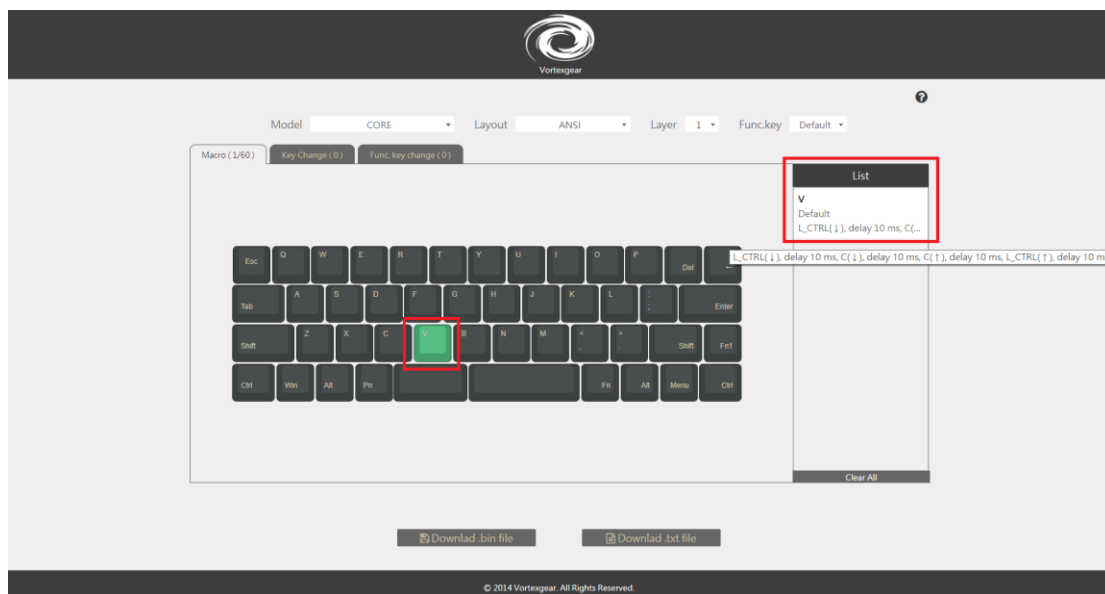 Vortexgear
Model CORE Layout ANSI Layer 1 Func.key Default
Macro ( 1/60 ) Key Change ( 0 ) Func. key change ( 0 )
List
V
Default
L_CTRL(↓), delay 10 ms, C(...
L_CTRL(↓), delay 10 ms, C(↓), delay 10 ms, C(↑), delay 10 ms, L_CTRL(↑), delay 10 m
Esc Q W E R T Y U I O P Del ←
Tab A S D F G H J K L : ; Enter
Shift Z X C V B N M < , > . Shift Fn1
Ctrl Win Alt Pn Fn Alt Menu Ctrl
Clear All
Downlad .bin file Downlad .txt file
© 2014 Vortexgear. All Rights Reserved.